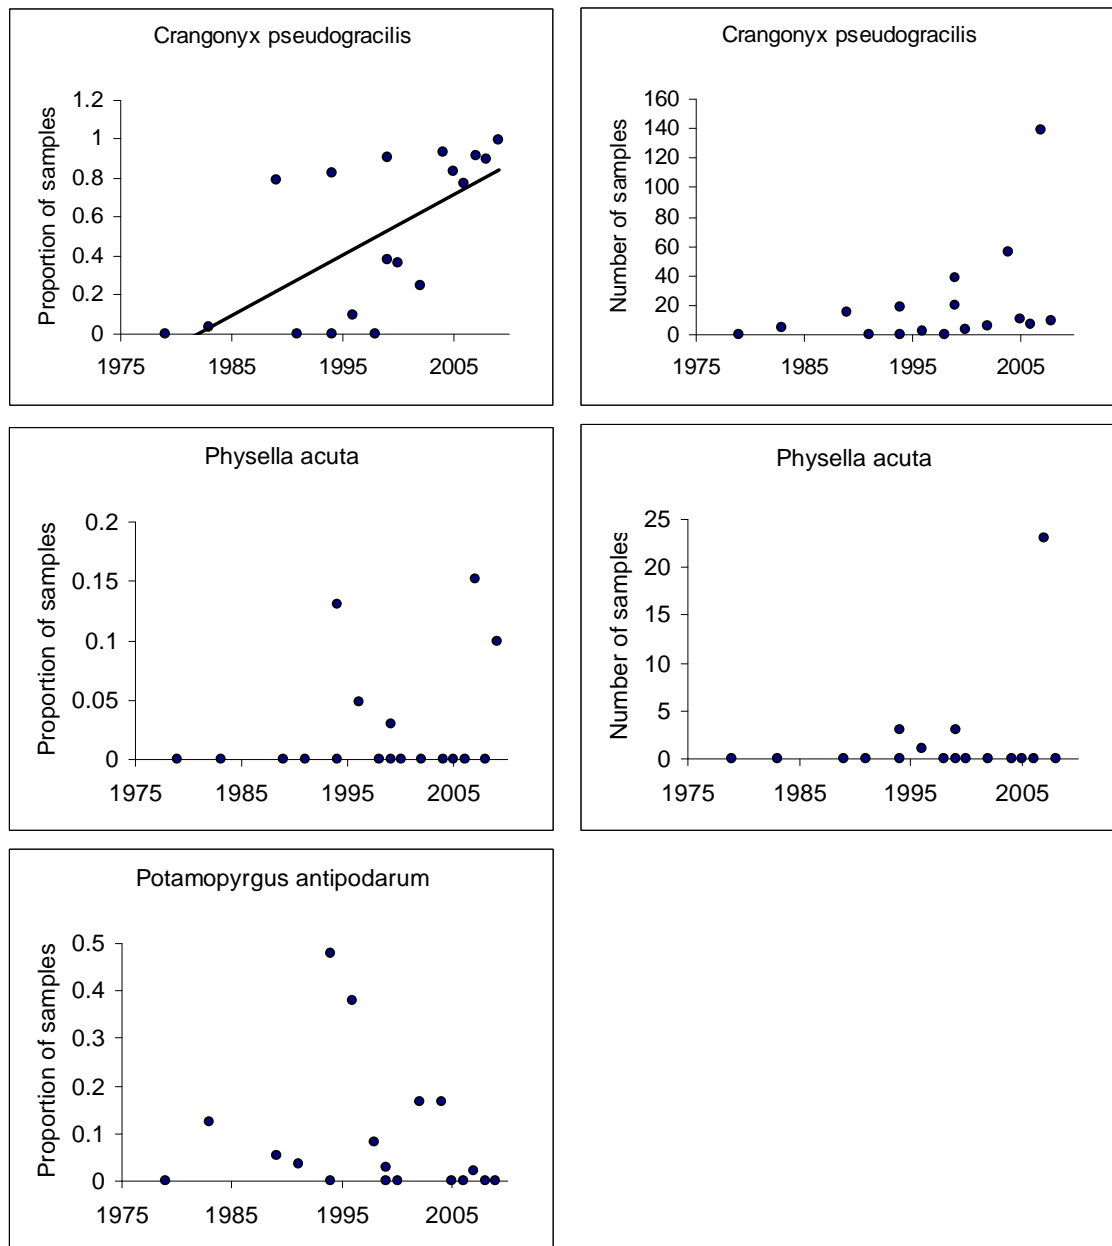 Crangonyx pseudogracilis
Proportion of samples
1.2
1
0.8
0.6
0.4
0.2
0
1975 1985 1995 2005
Crangonyx pseudogracilis
Number of samples
160
140
120
100
80
60
40
20
0
1975 1985 1995 2005
Physella acuta
Proportion of samples
0.2
0.15
0.1
0.05
0
1975 1985 1995 2005
Physella acuta
Number of samples
25
20
15
10
5
0
1975 1985 1995 2005
Potamopyrgus antipodarum
Proportion of samples
0.5
0.4
0.3
0.2
0.1
0
1975 1985 1995 2005